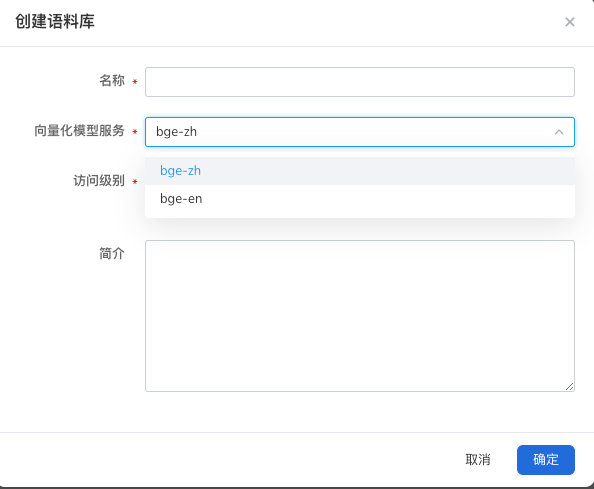 创建语料库
名称 *
向量化模型服务 * bge-zh
访问级别 *
bge-zh
bge-en
简介
取消 确定